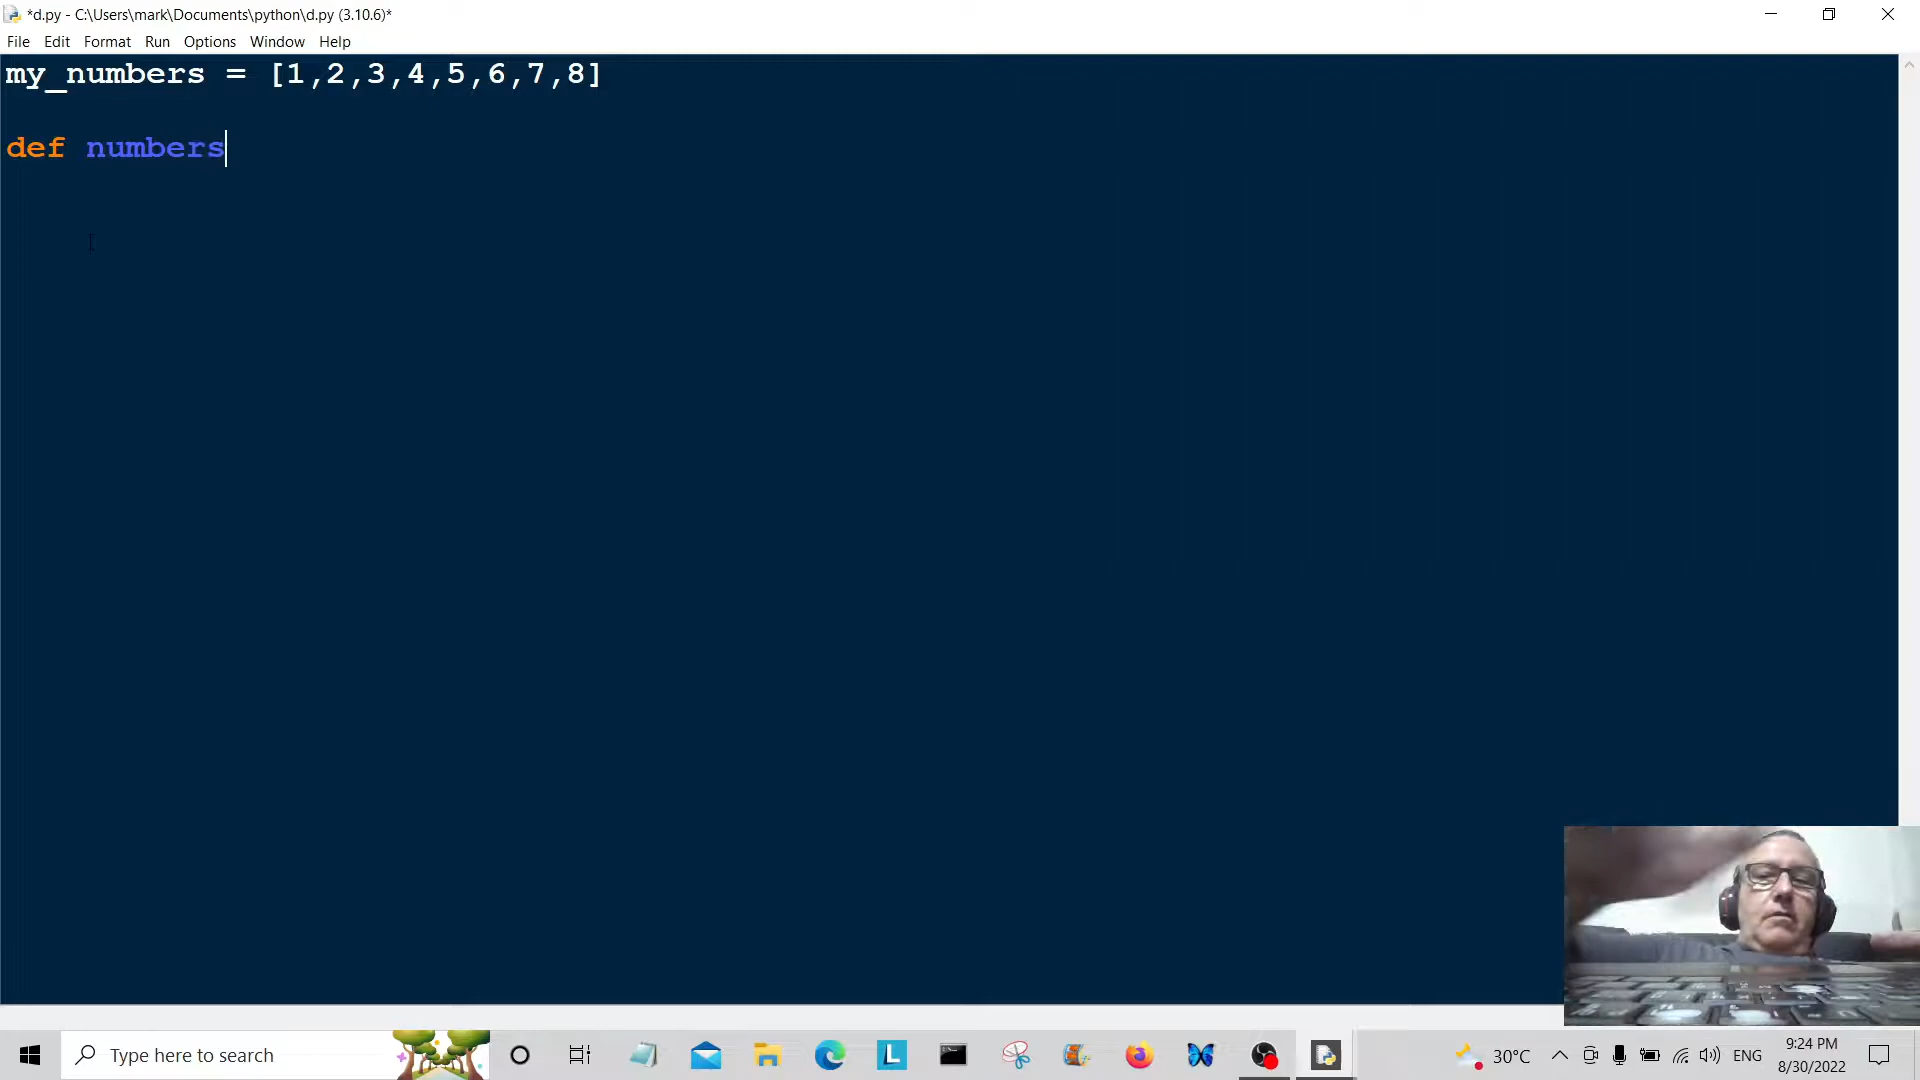 *d.py - C:\Users\mark\Documents\python\d.py (3.10.6)*
File Edit Format Run Options Window Help
my_numbers = [1,2,3,4,5,6,7,8]
def numbers
Type here to search
L
30°C
ENG
9:24 PM
8/30/2022